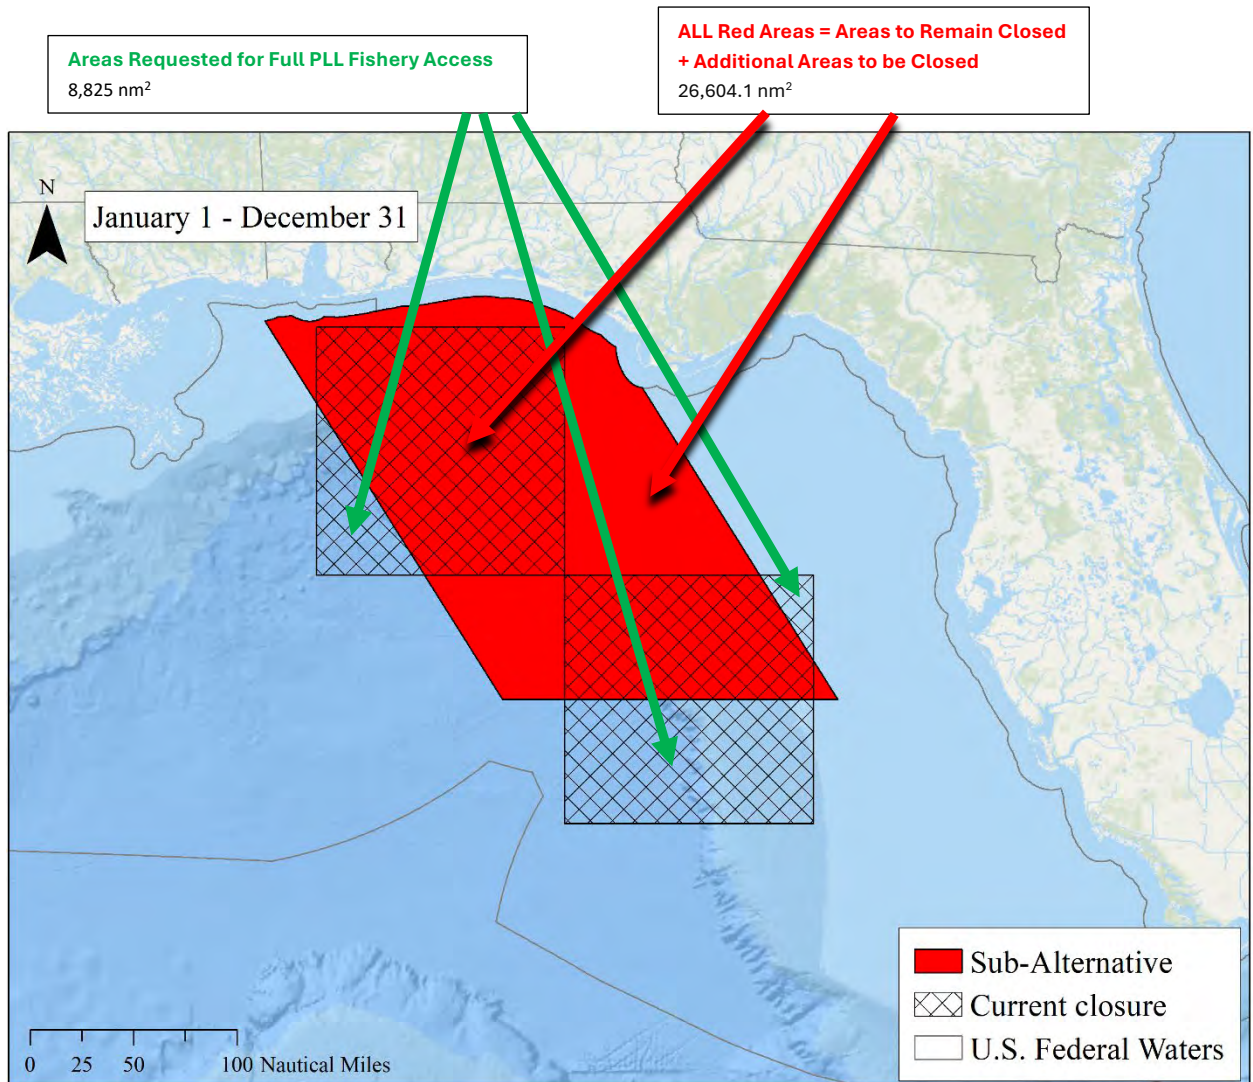 Areas Requested for Full PLL Fishery Access
8,825 nm²
ALL Red Areas = Areas to Remain Closed
+ Additional Areas to be Closed
26,604.1 nm²
N
January 1 - December 31
Sub-Alternative
Current closure
U.S. Federal Waters
0 25 50 100 Nautical Miles